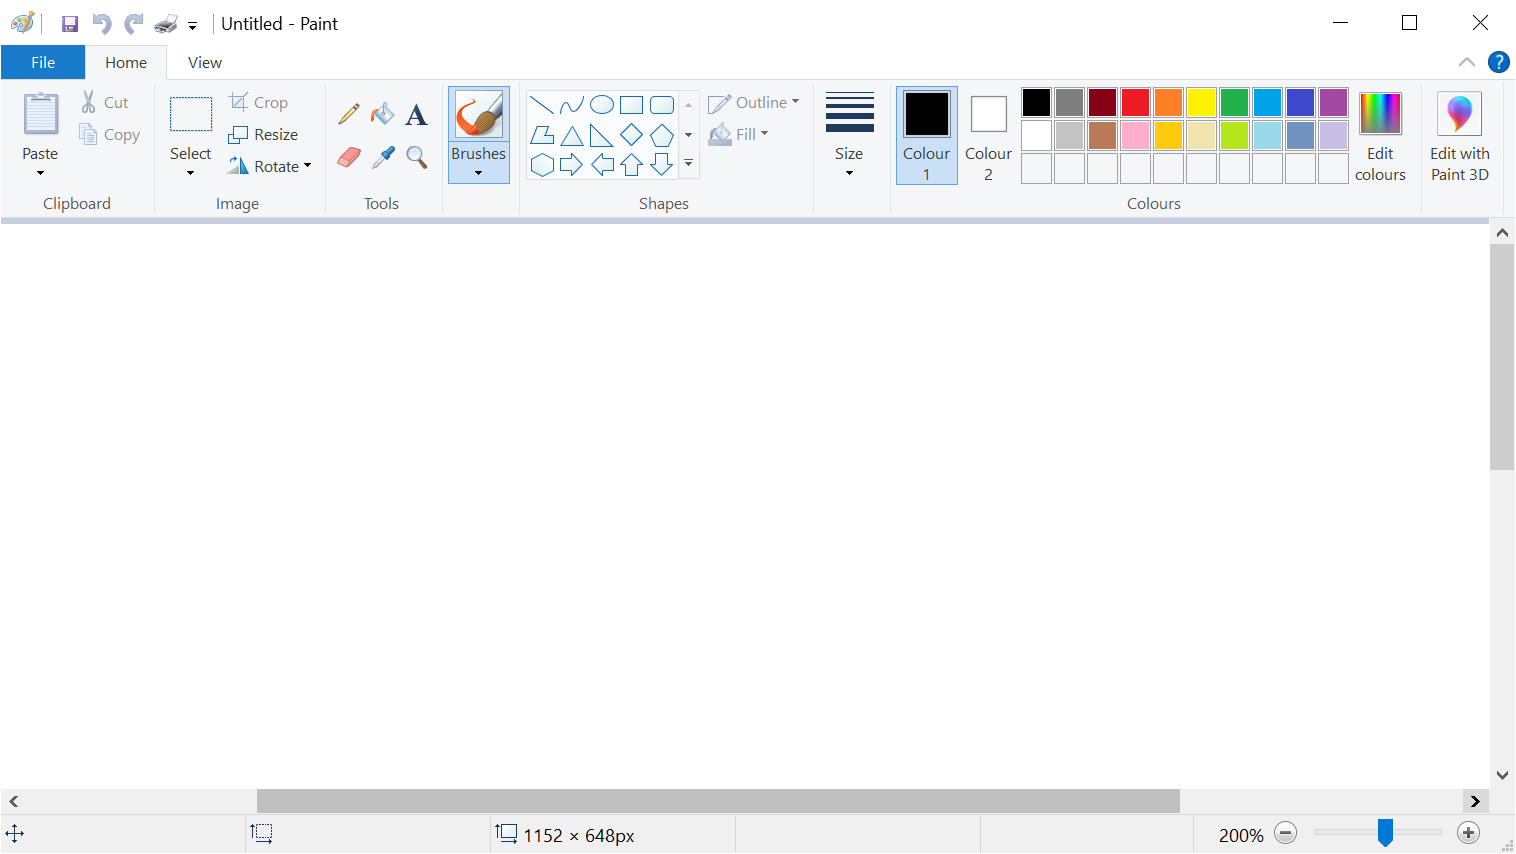 Untitled - Paint
File Home View
Paste
Cut
Copy
Clipboard
Select
Crop
Resize
Rotate
Image
A
Tools
Brushes
Shapes
Outline
Fill
Size
Colour
1
Colour
2
Colours
Edit
colours
Edit with
Paint 3D
?
1152 × 648px
200%